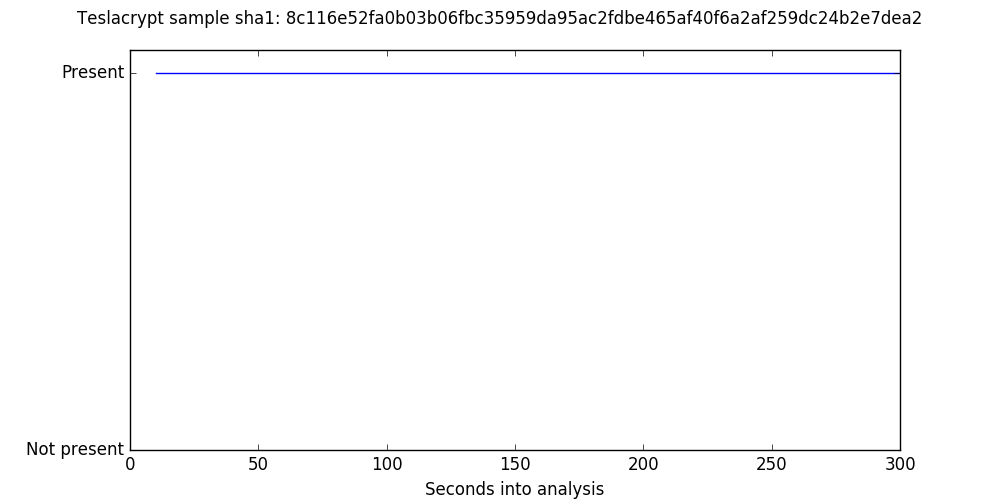 Teslacrypt sample sha1: 8c116e52fa0b03b06fbc35959da95ac2fdbe465af40f6a2af259dc24b2e7dea2
Present
Not present
0 50 100 150 200 250 300
Seconds into analysis